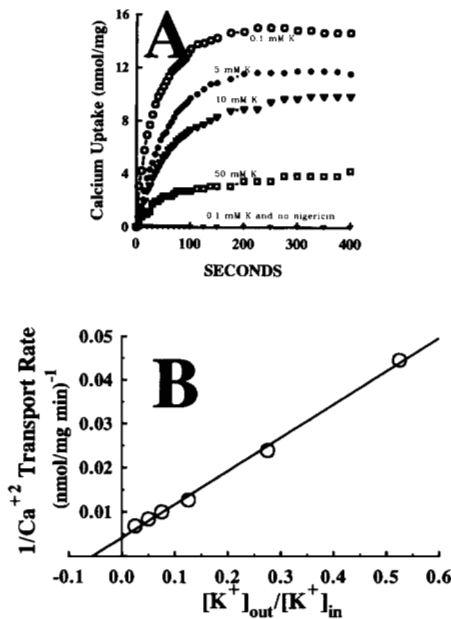 A
Calcium Uptake (nmol/mg)
16
12
8
4
0
0.1 mM K
5 mM K
10 mM K
50 mM K
0.1 mM K and no nigericin
0 100 200 300 400
SECONDS
B
1/Ca+2 Transport Rate
(nmol/mg min)-1
0.05
0.04
0.03
0.02
0.01
-0.1 0.0 0.1 0.2 0.3 0.4 0.5 0.6
[K+]out/[K+]in